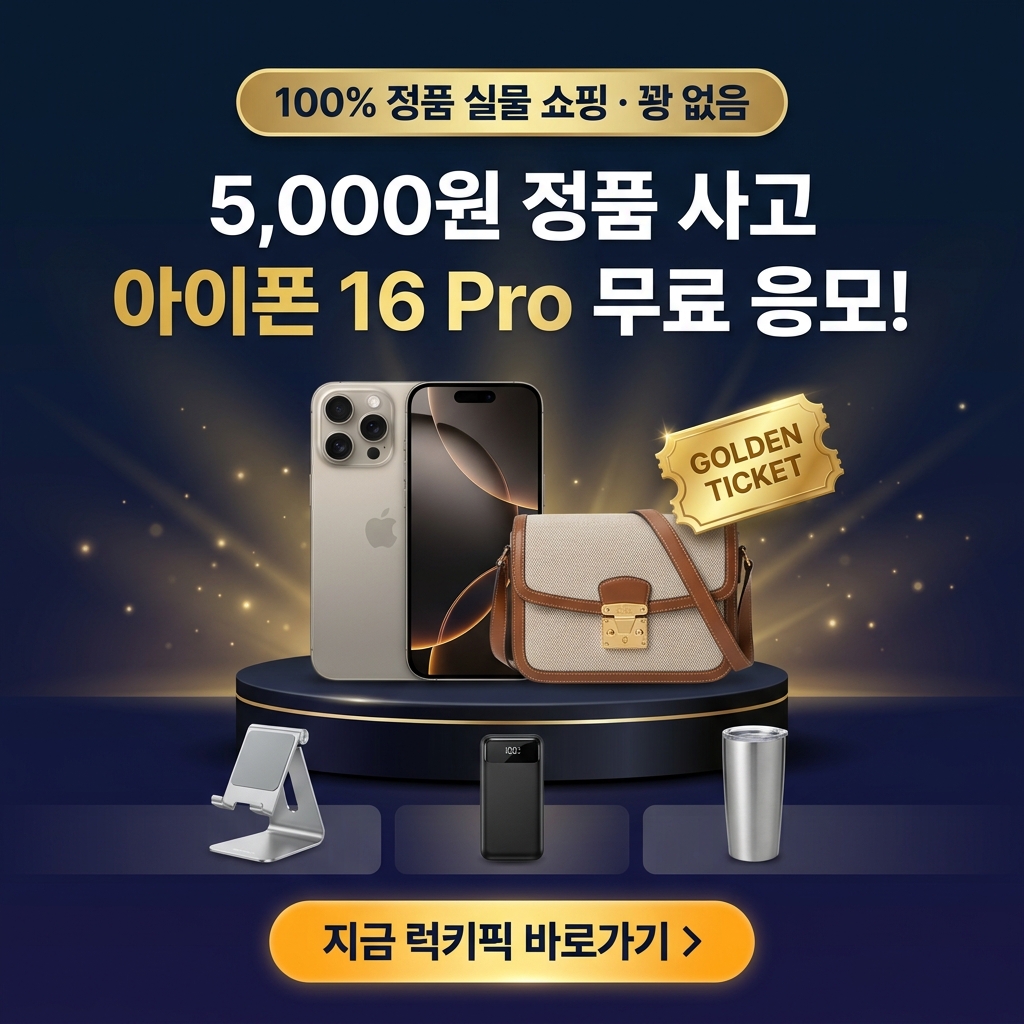 100% 정품 실물 쇼핑 · 꽝 없음
5,000원 정품 사고
아이폰 16 Pro 무료 응모!
GOLDEN
TICKET
지금 럭키픽 바로가기 >